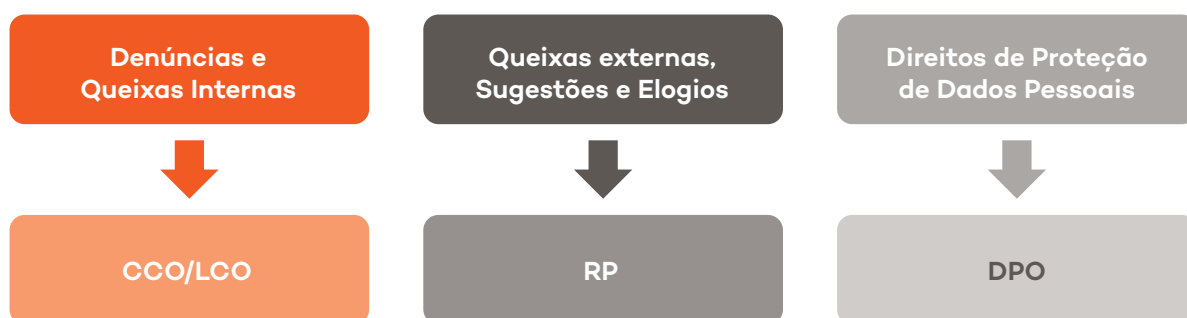 Denúncias e
Queixas Internas
Queixas externas,
Sugestões e Elogios
Direitos de Proteção
de Dados Pessoais
CCO/LCO
RP
DPO